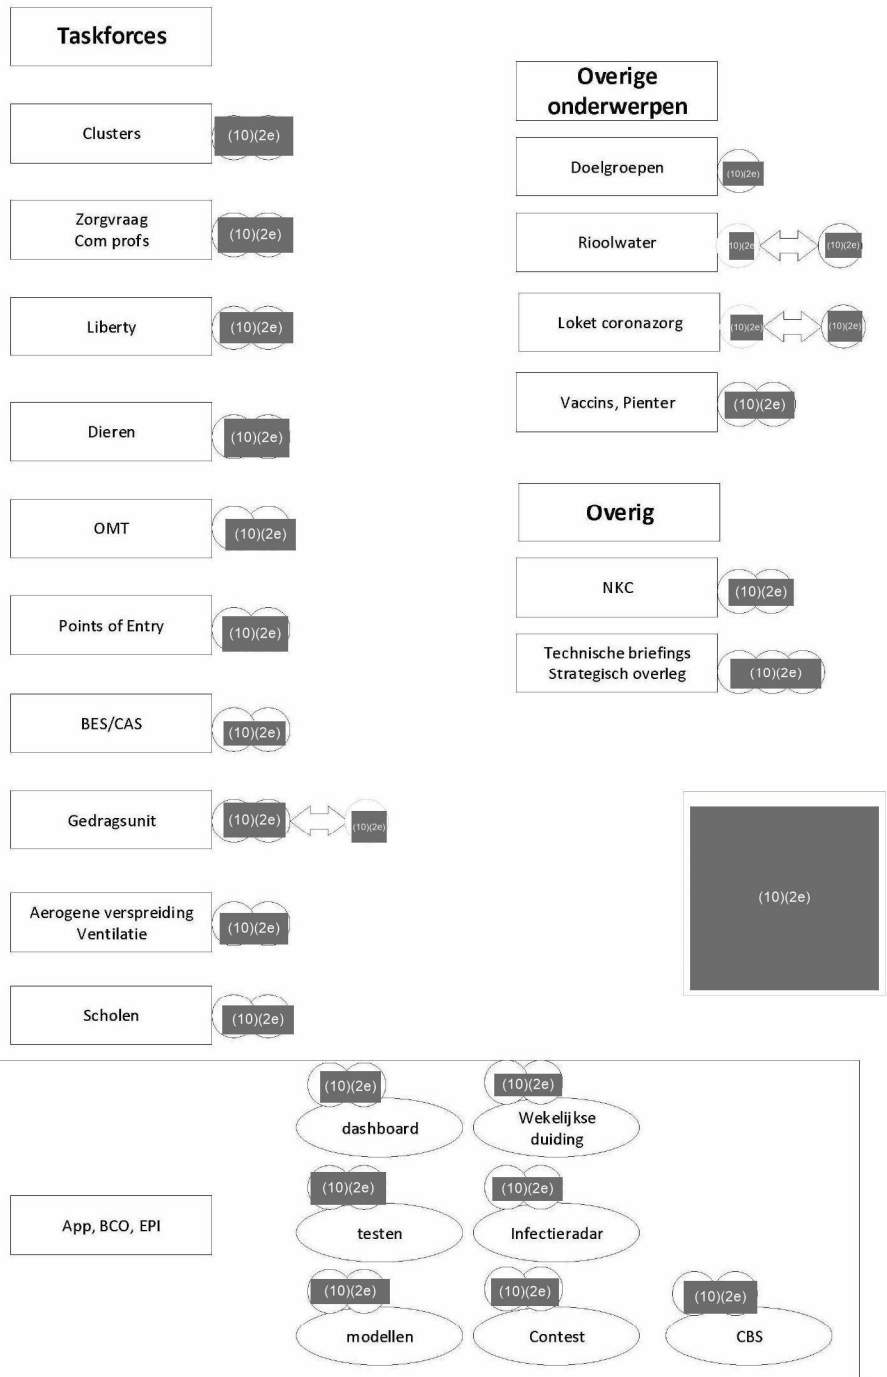 Taskforces
Clusters
(10)(2e)
Zorgvraag
Com profs
(10)(2e)
Liberty
(10)(2e)
Dieren
(10)(2e)
OMT
(10)(2e)
Points of Entry
(10)(2e)
BES/CAS
(10)(2e)
Gedragsunit
(10)(2e)
(10)(2e)
Aerogene verspreiding
Ventilatie
(10)(2e)
Scholen
(10)(2e)
Overige
onderwerpen
Doelgroepen
(10)(2e)
Rioolwater
10)(2e
(10)(2e)
Loket coronazorg
(10)(2e)
(10)(2e)
Vaccins, Pienter
(10)(2e)
Overig
NKC
(10)(2e)
Technische briefings
Strategisch overleg
(10)(2e)
(10)(2e)
App, BCO, EPI
(10)(2e)
dashboard
(10)(2e)
Wekelijkse
duiding
(10)(2e)
testen
(10)(2e)
Infectieradar
(10)(2e)
modellen
(10)(2e)
Contest
(10)(2e)
CBS